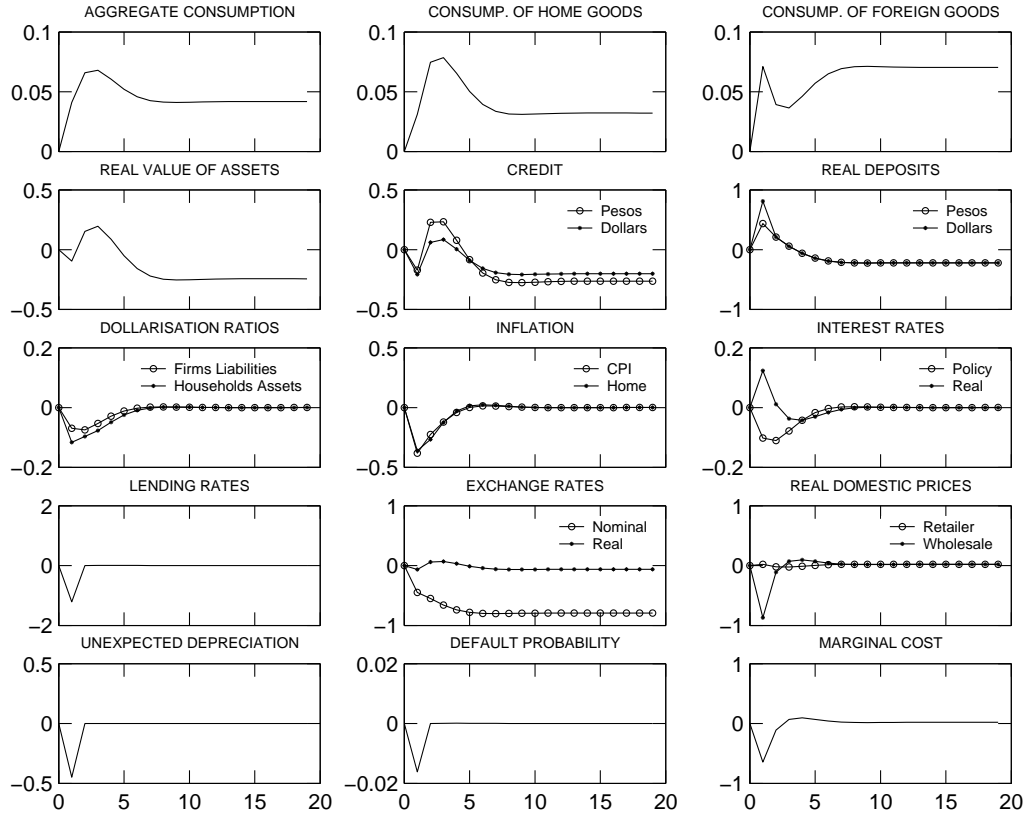 AGGREGATE CONSUMPTION
0.1
0.05
0
CONSUMP. OF HOME GOODS
0.1
0.05
0
CONSUMP. OF FOREIGN GOODS
0.1
0.05
0
REAL VALUE OF ASSETS
0.5
0
−0.5
CREDIT
0.5
0
−0.5
Pesos
Dollars
REAL DEPOSITS
1
0
−1
Pesos
Dollars
DOLLARISATION RATIOS
0.2
0
−0.2
Firms Liabilities
Households Assets
INFLATION
0.5
0
−0.5
CPI
Home
INTEREST RATES
0.2
0
−0.2
Policy
Real
LENDING RATES
2
0
−2
EXCHANGE RATES
1
0
−1
Nominal
Real
REAL DOMESTIC PRICES
1
0
−1
Retailer
Wholesale
UNEXPECTED DEPRECIATION
0.5
0
−0.5
0 5 10 15 20
DEFAULT PROBABILITY
0.02
0
−0.02
0 5 10 15 20
MARGINAL COST
1
0
−1
0 5 10 15 20